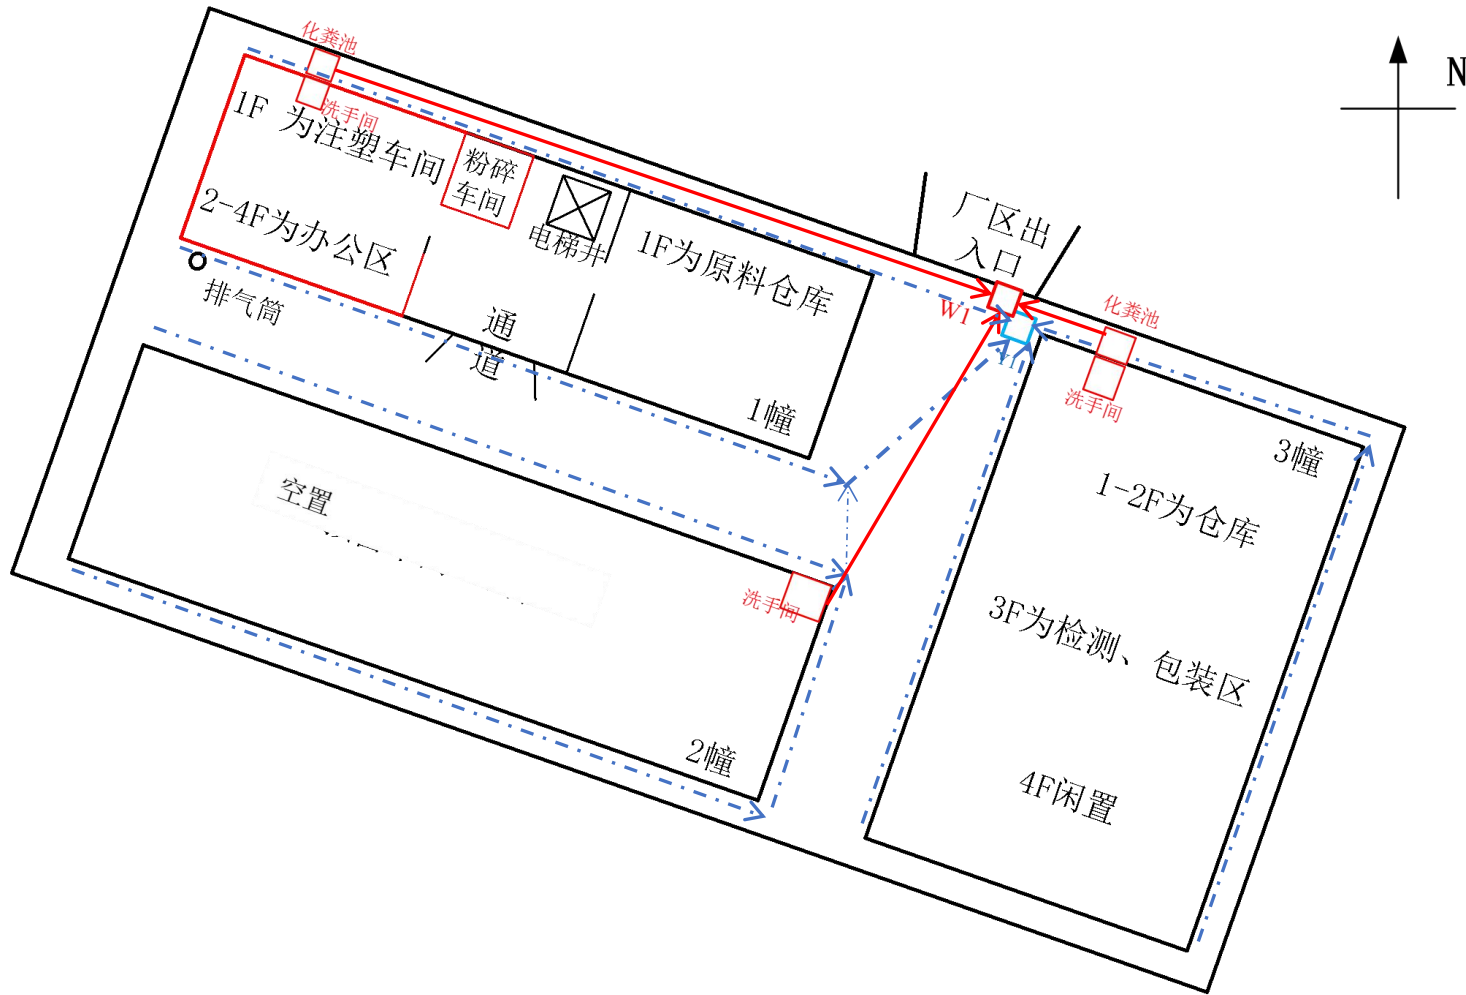 化粪池
N
洗手间
1F 为注塑车间
粉碎
车间
厂区出
入口
2-4F为办公区
电梯井
1F为原料仓库
排气筒
通
道
W1
化粪池
洗手间
1幢
3幢
空置
1-2F为仓库
洗手间
3F为检测、包装区
2幢
4F闲置